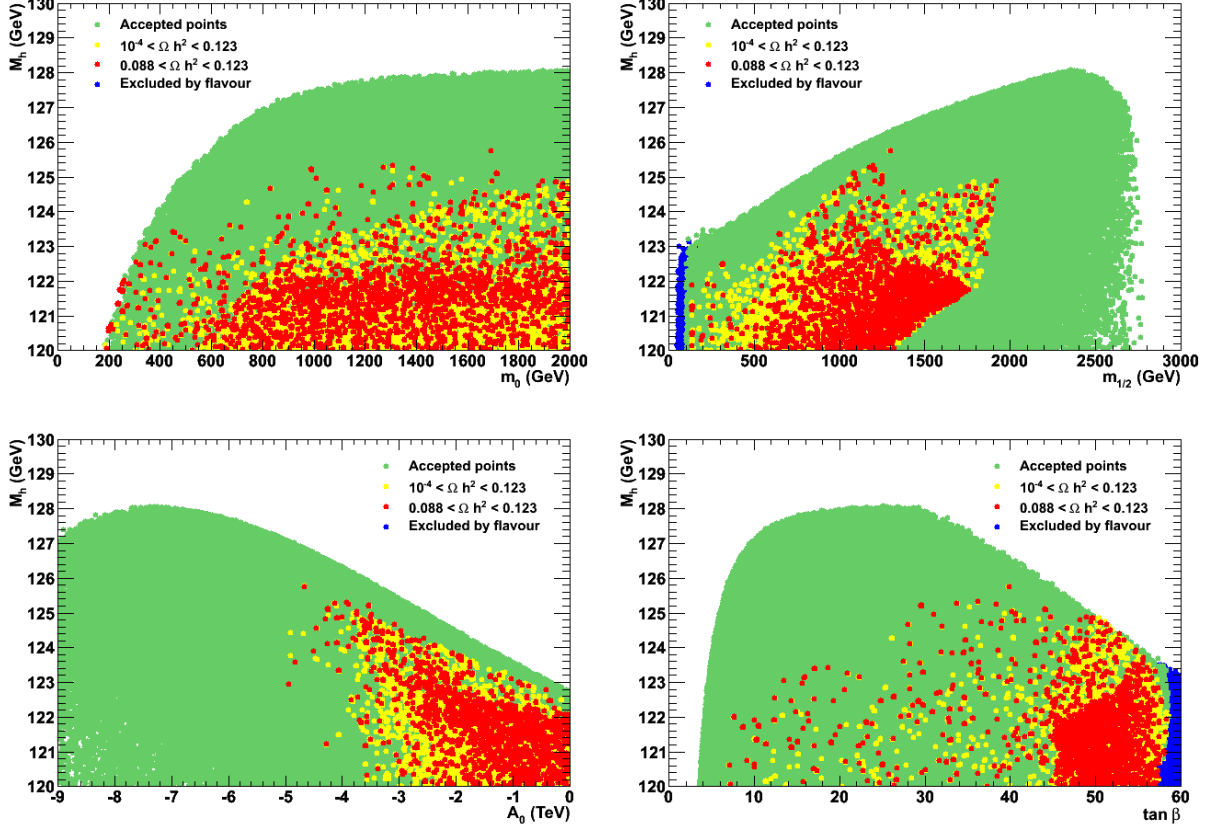 130
129
128
127
126
125
124
123
122
121
120
M_h (GeV)
Accepted points
10^-4 < Ω h^2 < 0.123
0.088 < Ω h^2 < 0.123
Excluded by flavour
0 200 400 600 800 1000 1200 1400 1600 1800 2000
m_0 (GeV)
130
129
128
127
126
125
124
123
122
121
120
M_h (GeV)
Accepted points
10^-4 < Ω h^2 < 0.123
0.088 < Ω h^2 < 0.123
Excluded by flavour
0 500 1000 1500 2000 2500 3000
m_1/2 (GeV)
130
129
128
127
126
125
124
123
122
121
120
M_h (GeV)
Accepted points
10^-4 < Ω h^2 < 0.123
0.088 < Ω h^2 < 0.123
Excluded by flavour
-9 -8 -7 -6 -5 -4 -3 -2 -1 0
A_0 (TeV)
130
129
128
127
126
125
124
123
122
121
120
M_h (GeV)
Accepted points
10^-4 < Ω h^2 < 0.123
0.088 < Ω h^2 < 0.123
Excluded by flavour
0 10 20 30 40 50 60
tan β